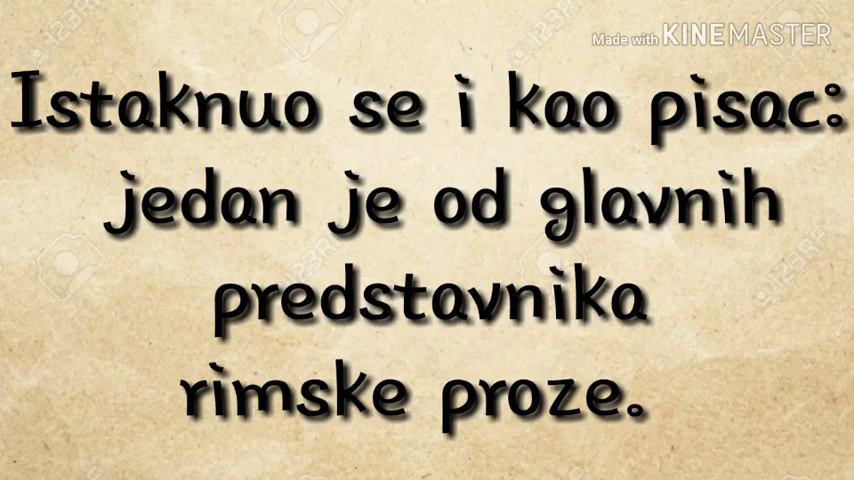 Made with KINEMASTER
Istaknuo se i kao pisac:
jedan je od glavnih
predstavnika
rimske proze.